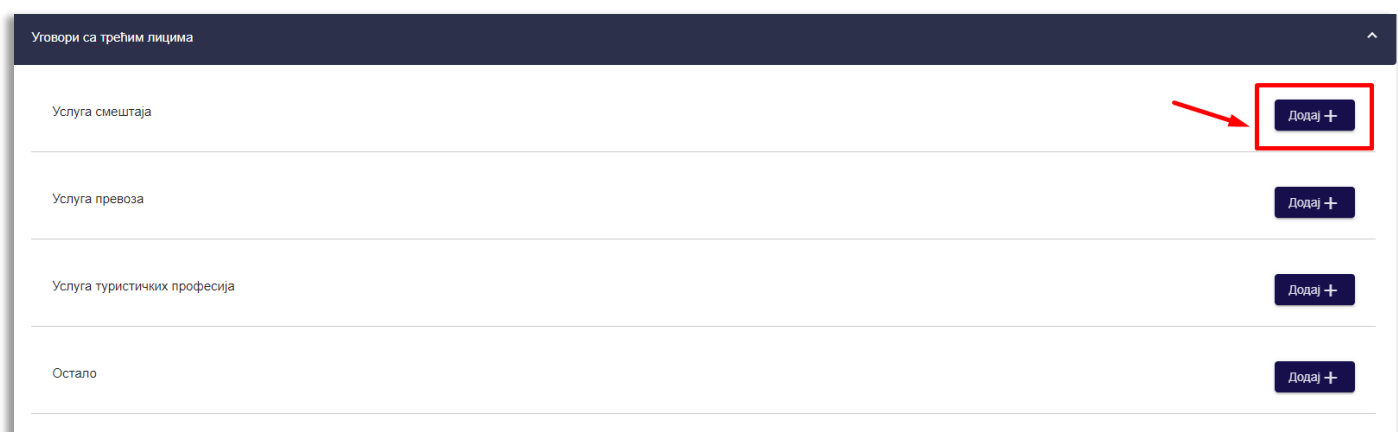 Уговори са трећим лицима
Услуга смештаја
Додај +
Услуга превоза
Додај +
Услуга туристичких професија
Додај +
Остало
Додај +